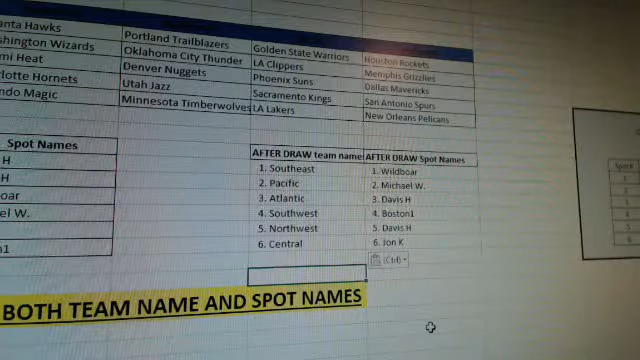 anta Hawks Portland Trailblazers Golden State Warriors Houston Rockets
shington Wizards Oklahoma City Thunder LA Clippers Memphis Grizzlies
mi Heat Denver Nuggets Phoenix Suns Dallas Mavericks
lotte Hornets Utah Jazz Sacramento Kings San Antonio Spurs
ndo Magic Minnesota Timberwolves LA Lakers New Orleans Pelicans
Spot Names
H
H
oar
el W.
1
AFTER DRAW team name AFTER DRAW Spot Names
1. Southeast 1. Wildboar
2. Pacific 2. Michael W.
3. Atlantic 3. Davis H
4. Southwest 4. Boston1
5. Northwest 5. Davis H
6. Central 6. Jon K
(Ctrl)
BOTH TEAM NAME AND SPOT NAMES